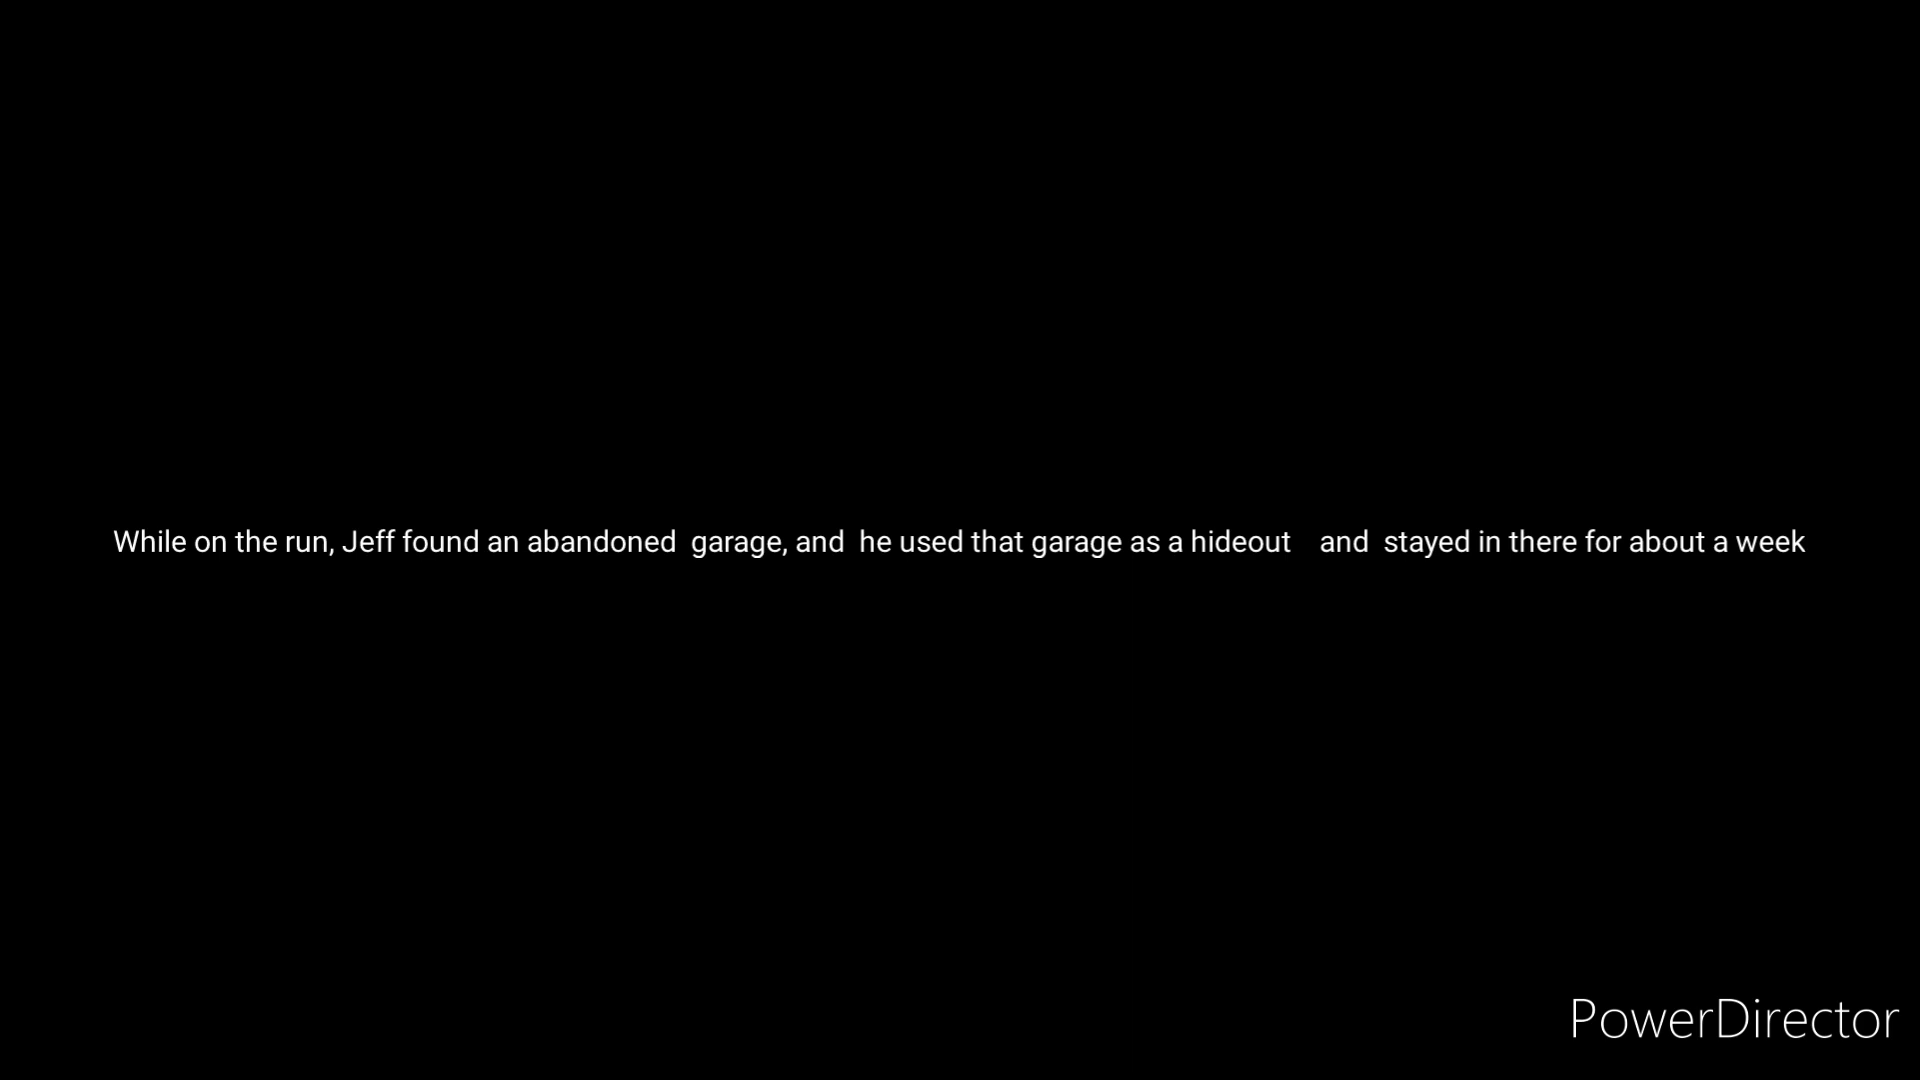 While on the run, Jeff found an abandoned  garage, and  he used that garage as a hideout    and  stayed in there for about a week
PowerDirector